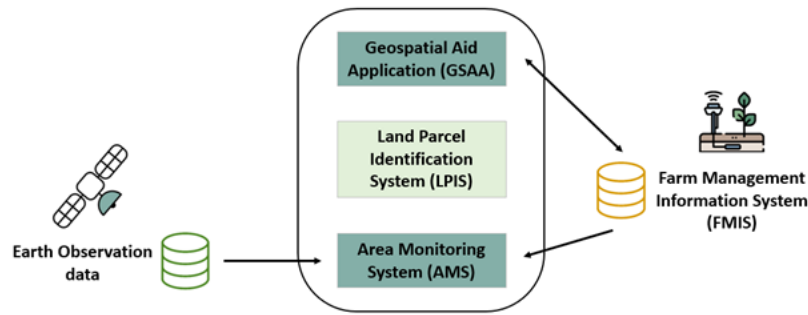 Geospatial Aid
Application (GSAA)
Land Parcel
Identification
System (LPIS)
Area Monitoring
System (AMS)
Earth Observation
data
Farm Management
Information System
(FMIS)